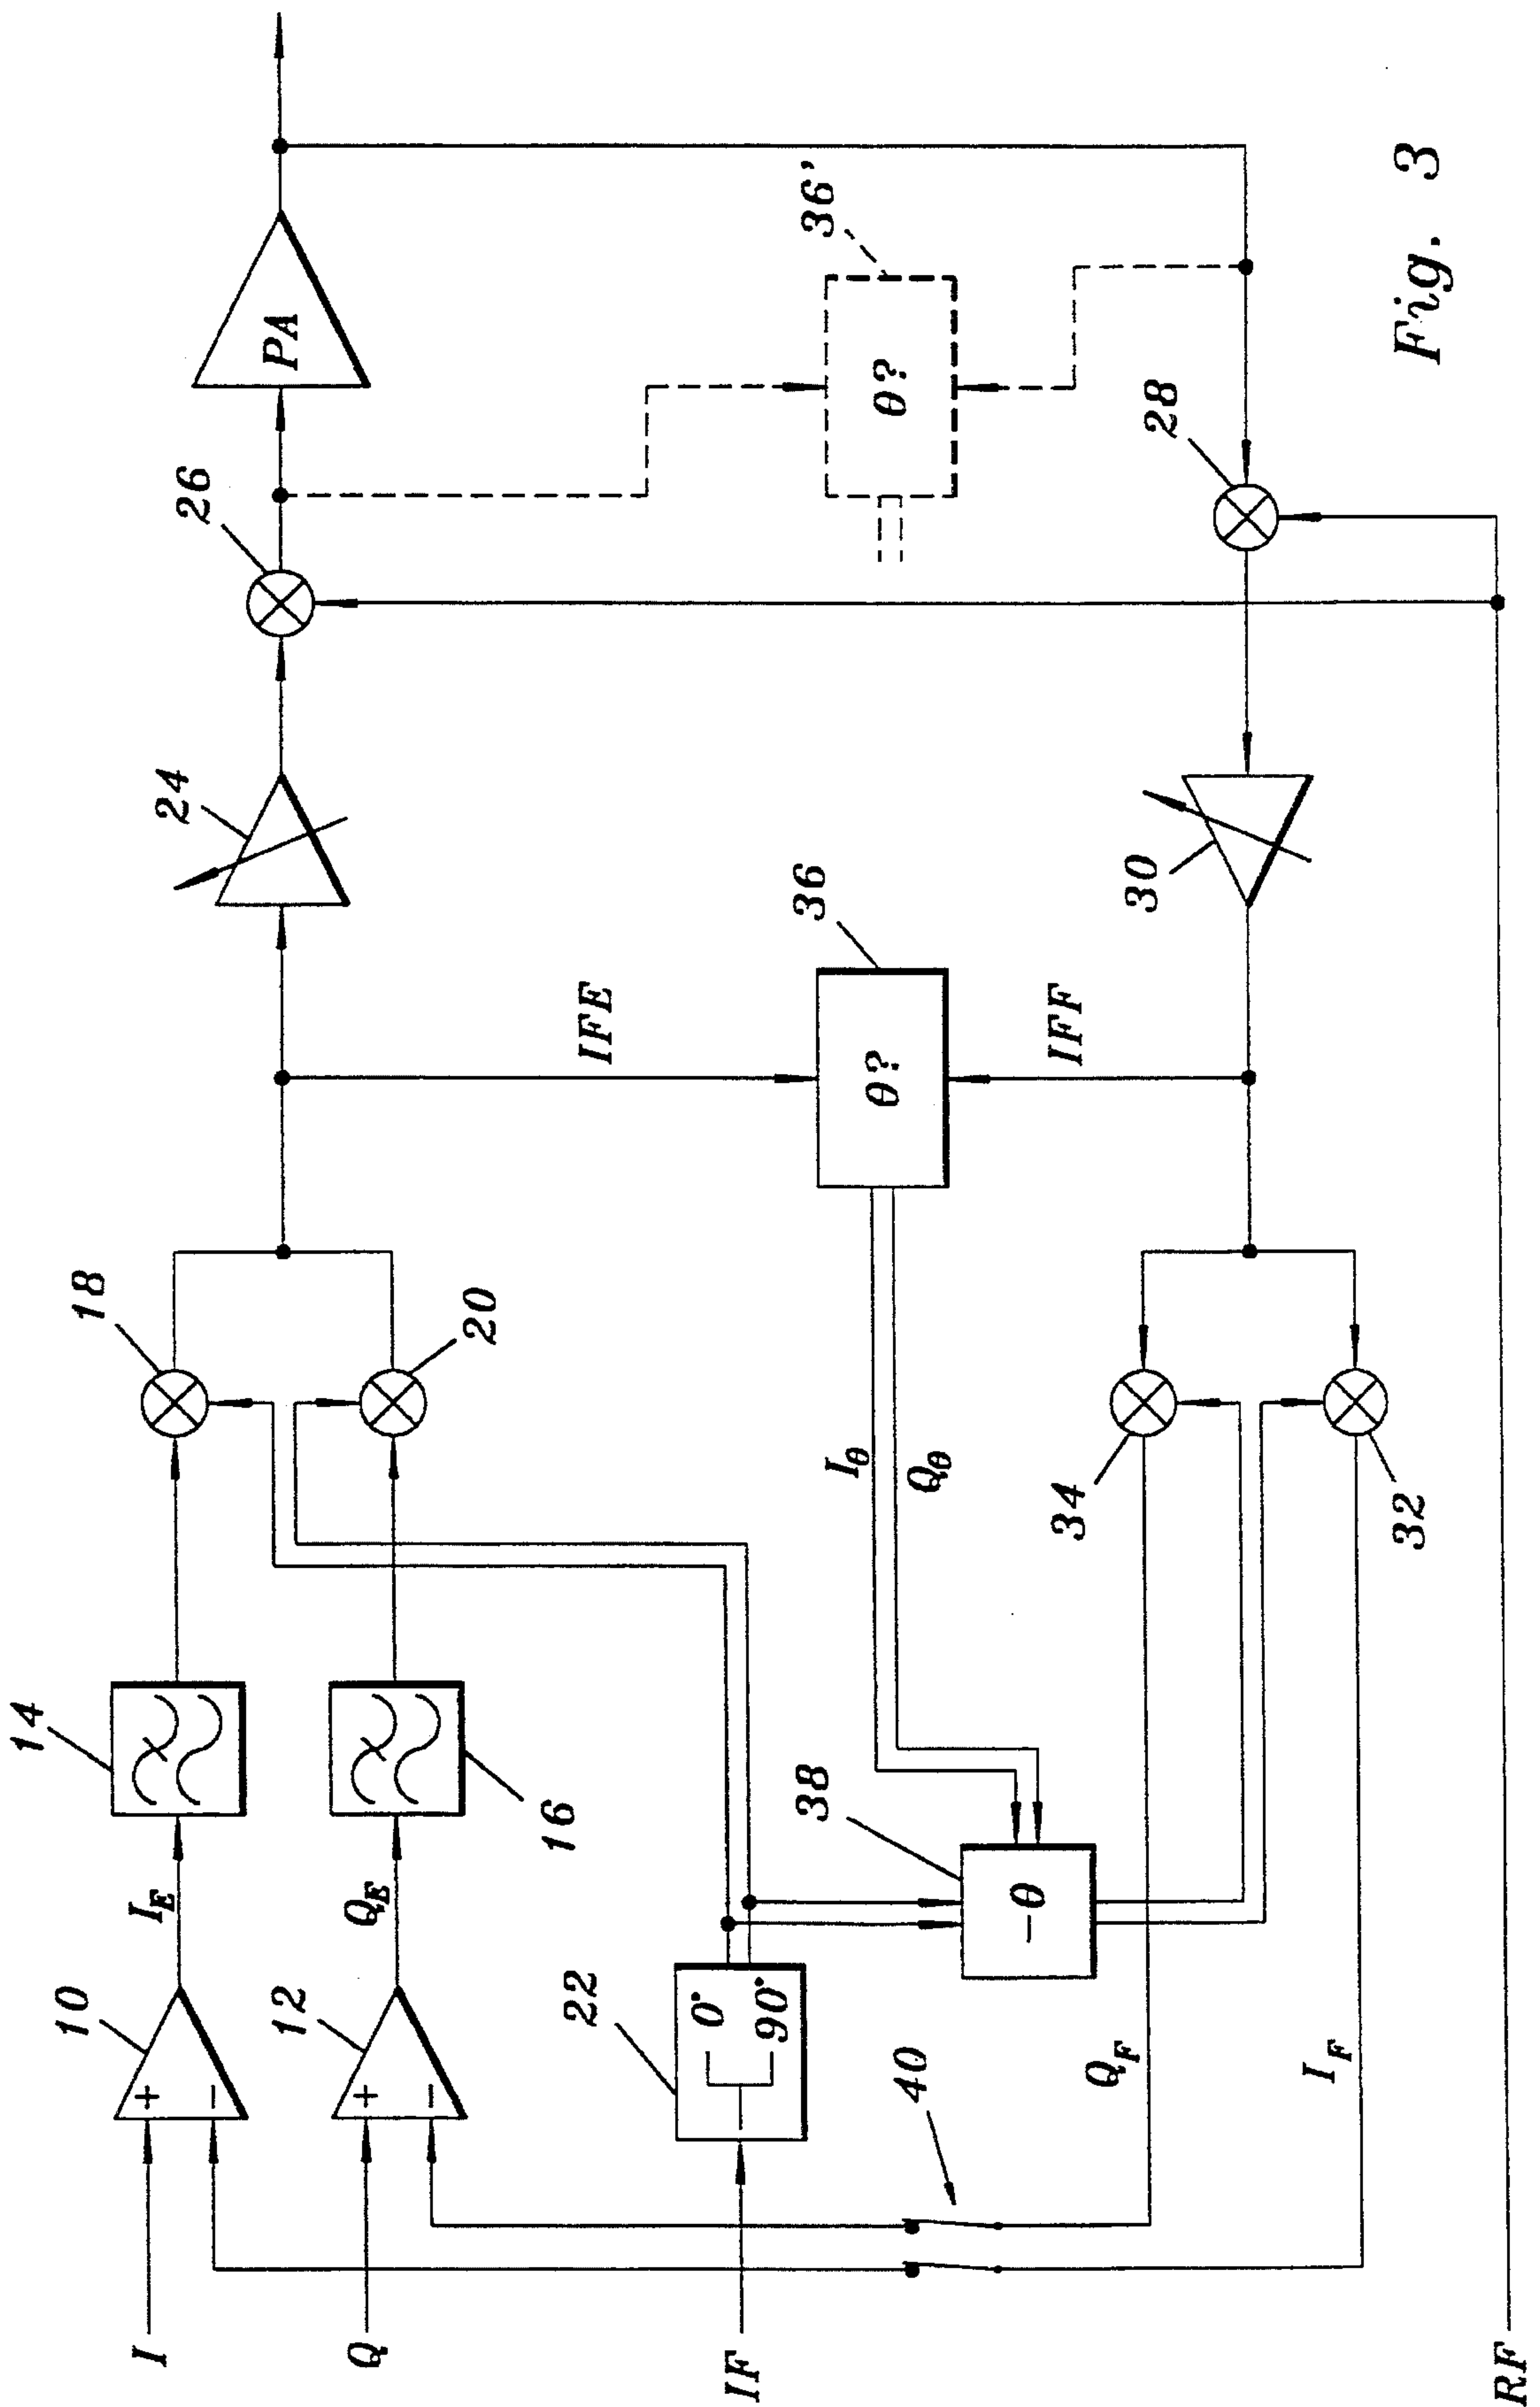 I
+
-
10
I_E
14
18
24
26
PA
Q
+
-
12
Q_E
16
20
IF
22
0°
90°
IFE
36
θ?
IFF
36'
θ?
I_θ
Q_θ
38
-θ
40
Q_F
34
30
28
I_F
32
RF
Fig. 3